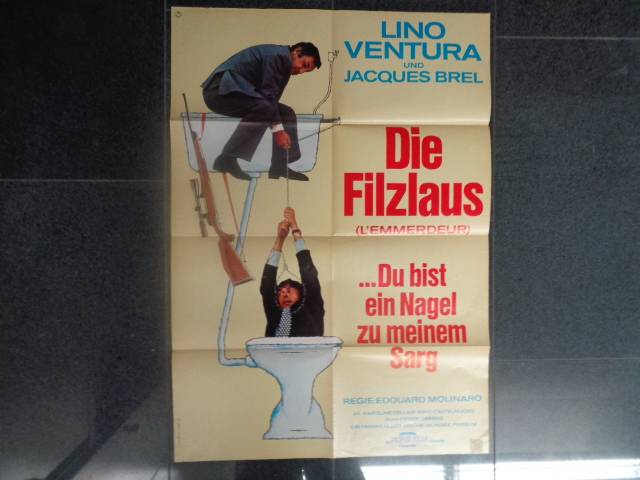 LINO
VENTURA
UND
JACQUES BREL
Die
Filzlaus
(L'EMMERDEUR)
...Du bist
ein Nagel
zu meinem
Sarg
REGIE EDOUARD MOLINARO